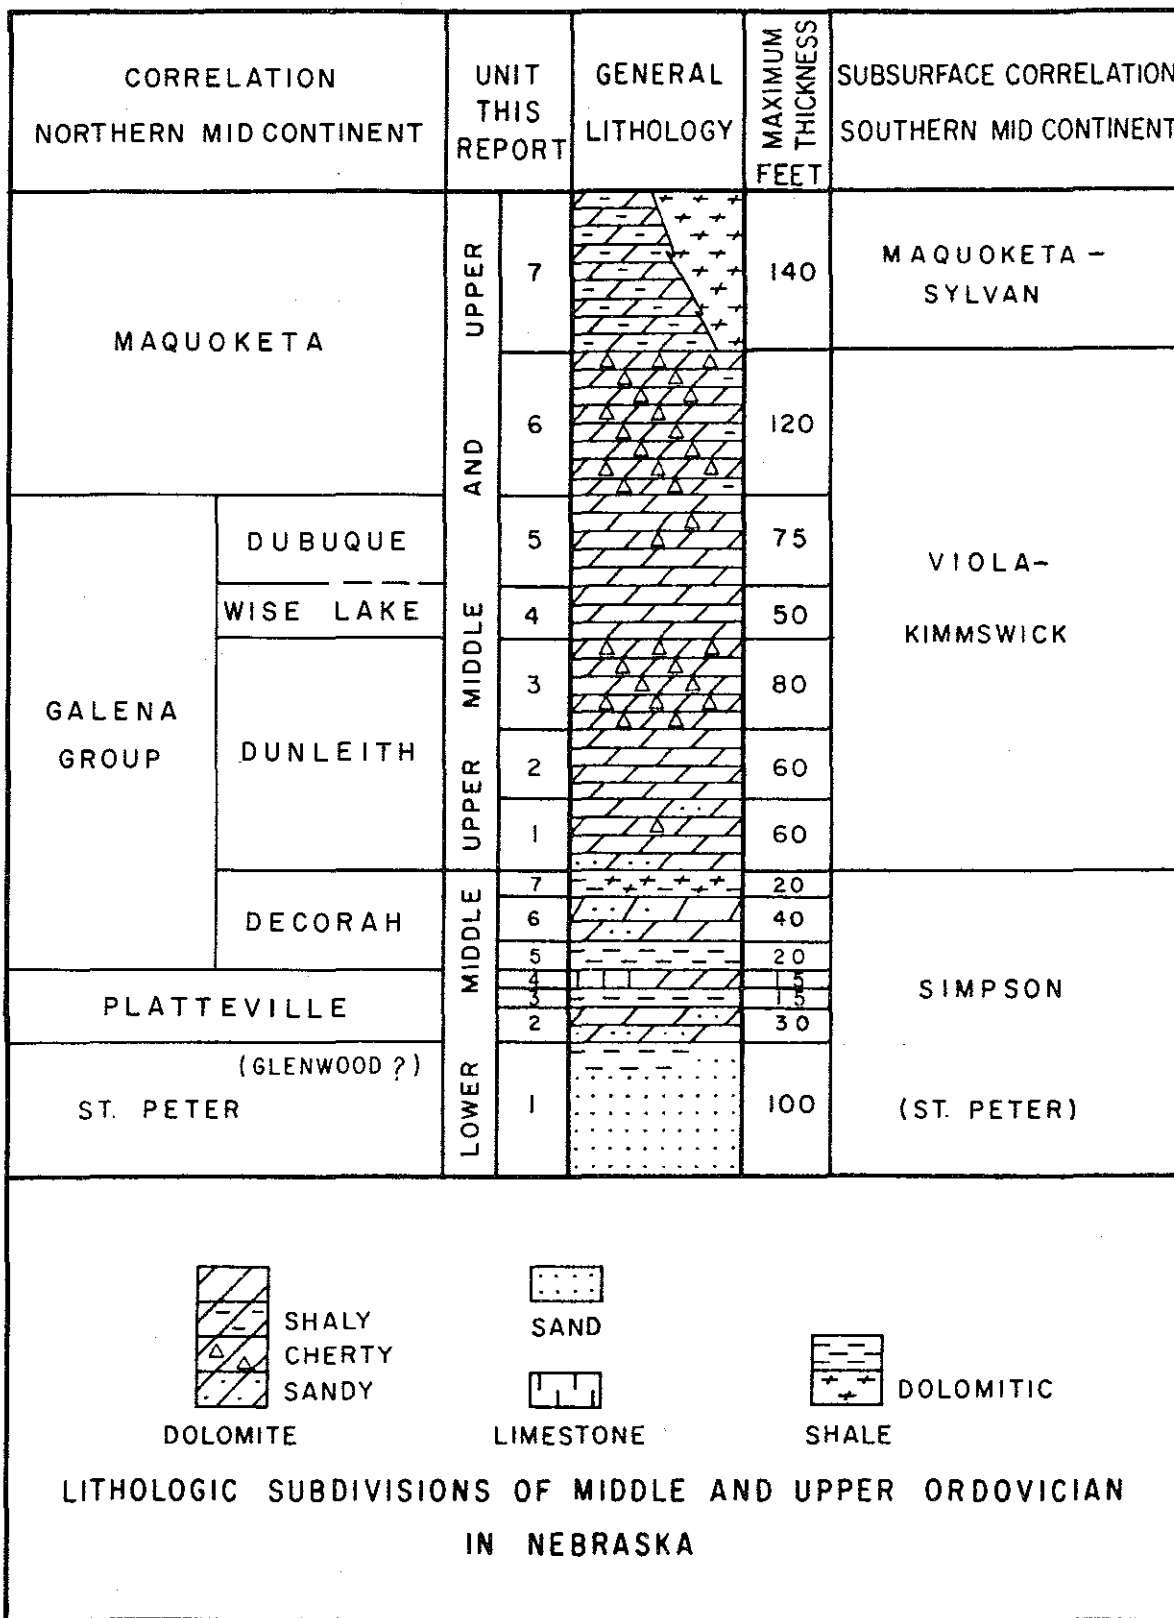 CORRELATION
NORTHERN MID CONTINENT
UNIT
THIS
REPORT
GENERAL
LITHOLOGY
MAXIMUM
THICKNESS
FEET
SUBSURFACE CORRELATION
SOUTHERN MID CONTINENT
MAQUOKETA
GALENA
GROUP
DUBUQUE
WISE LAKE
DUNLEITH
DECORAH
PLATTEVILLE
(GLENWOOD ?)
ST. PETER
UPPER MIDDLE AND UPPER
LOWER MIDDLE
7
6
5
4
3
2
1
7
6
5
4
3
2
1
140
120
75
50
80
60
60
20
40
20
15
15
30
100
MAQUOKETA –
SYLVAN
VIOLA–
KIMMSWICK
SIMPSON
(ST. PETER)
SHALY
CHERTY
SANDY
DOLOMITE
SAND
LIMESTONE
DOLOMITIC
SHALE
LITHOLOGIC SUBDIVISIONS OF MIDDLE AND UPPER ORDOVICIAN
IN NEBRASKA